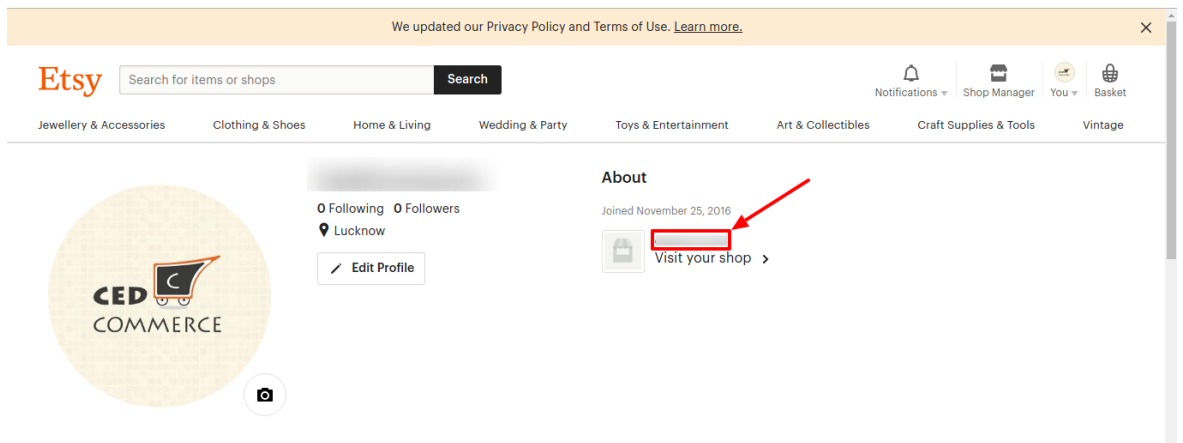 We updated our Privacy Policy and Terms of Use. Learn more.
Etsy
Search for items or shops
Search
Notifications
Shop Manager
You
Basket
Jewellery & Accessories
Clothing & Shoes
Home & Living
Wedding & Party
Toys & Entertainment
Art & Collectibles
Craft Supplies & Tools
Vintage
CED
C
COMMERCE
0 Following 0 Followers
Lucknow
Edit Profile
About
Joined November 25, 2016
Visit your shop